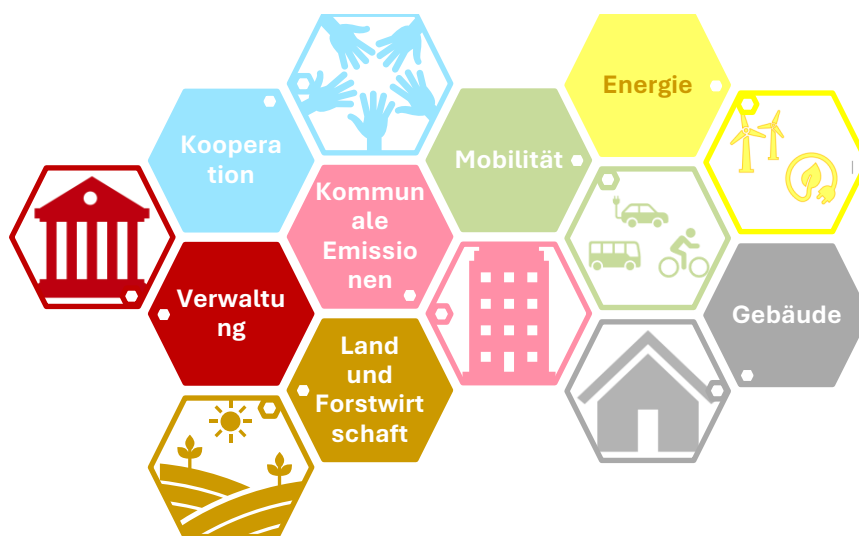 Energie
Koopera
tion
Mobilität
Kommun
ale
Emissio
nen
Verwaltu
ng
Gebäude
Land
und
Forstwirt
schaft